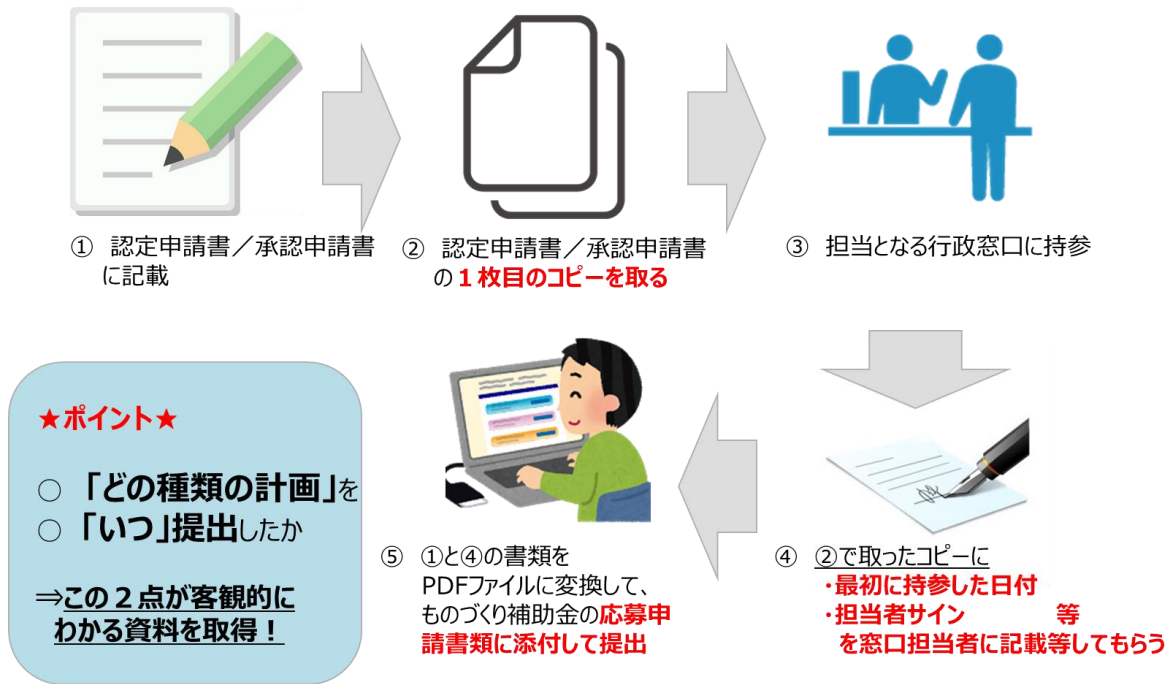 ① 認定申請書／承認申請書
に記載
② 認定申請書／承認申請書
の１枚目のコピーを取る
③ 担当となる行政窓口に持参
④ ②で取ったコピーに
・最初に持参した日付
・担当者サイン 等
を窓口担当者に記載等してもらう
⑤ ①と④の書類を
PDFファイルに変換して、
ものづくり補助金の応募申
請書類に添付して提出
★ポイント★
○ 「どの種類の計画」を
○ 「いつ」提出したか
⇒この２点が客観的に
わかる資料を取得！